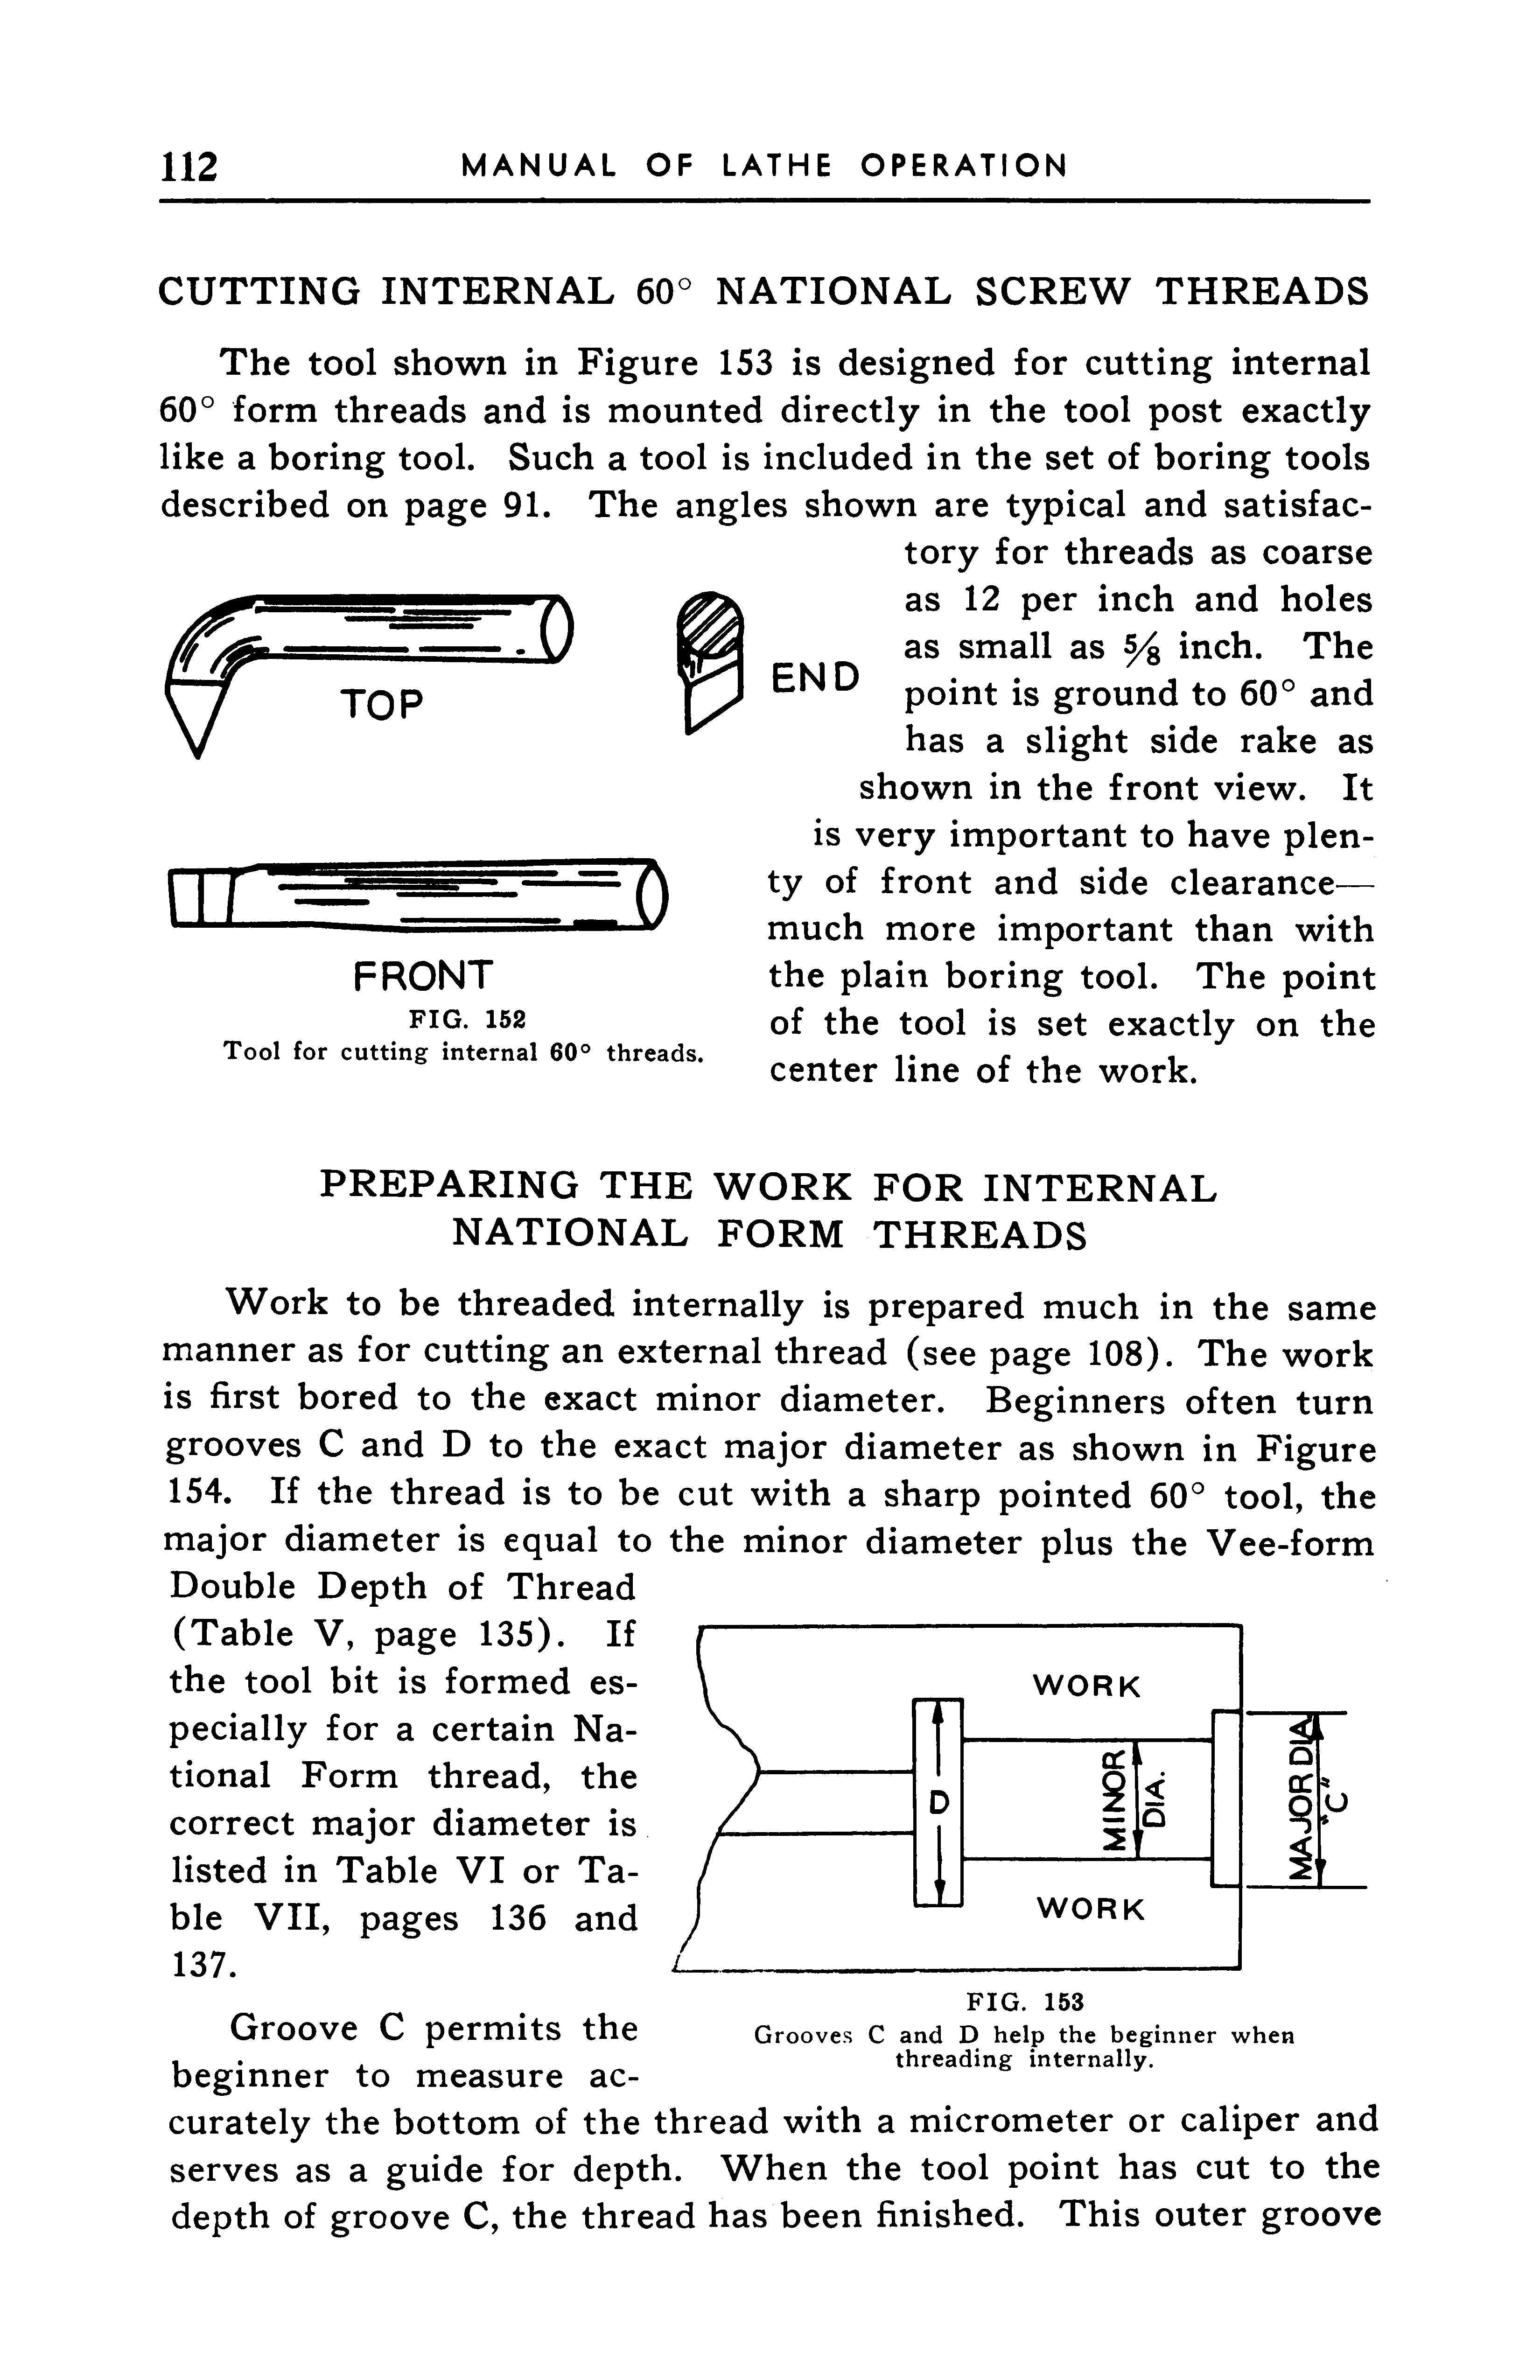 112 MANUAL OF LATHE OPERATION
CUTTING INTERNAL 60° NATIONAL SCREW THREADS
The tool shown in Figure 153 is designed for cutting internal
60° form threads and is mounted directly in the tool post exactly
like a boring tool. Such a tool is included in the set of boring tools
described on page 91. The angles shown are typical and satisfac-
tory for threads as coarse
as 12 per inch and holes
as small as 5/8 inch. The
point is ground to 60° and
has a slight side rake as
shown in the front view. It
is very important to have plen-
ty of front and side clearance—
much more important than with
the plain boring tool. The point
of the tool is set exactly on the
center line of the work.
TOP
END
FRONT
FIG. 152
Tool for cutting internal 60° threads.
PREPARING THE WORK FOR INTERNAL
NATIONAL FORM THREADS
Work to be threaded internally is prepared much in the same
manner as for cutting an external thread (see page 108). The work
is first bored to the exact minor diameter. Beginners often turn
grooves C and D to the exact major diameter as shown in Figure
154. If the thread is to be cut with a sharp pointed 60° tool, the
major diameter is equal to the minor diameter plus the Vee-form
Double Depth of Thread
(Table V, page 135). If
the tool bit is formed es-
pecially for a certain Na-
tional Form thread, the
correct major diameter is
listed in Table VI or Ta-
ble VII, pages 136 and
137.
WORK
D
MINOR
DIA.
MAJOR DIA
"C"
WORK
FIG. 153
Grooves C and D help the beginner when
threading internally.
Groove C permits the
beginner to measure ac-
curately the bottom of the thread with a micrometer or caliper and
serves as a guide for depth. When the tool point has cut to the
depth of groove C, the thread has been finished. This outer groove